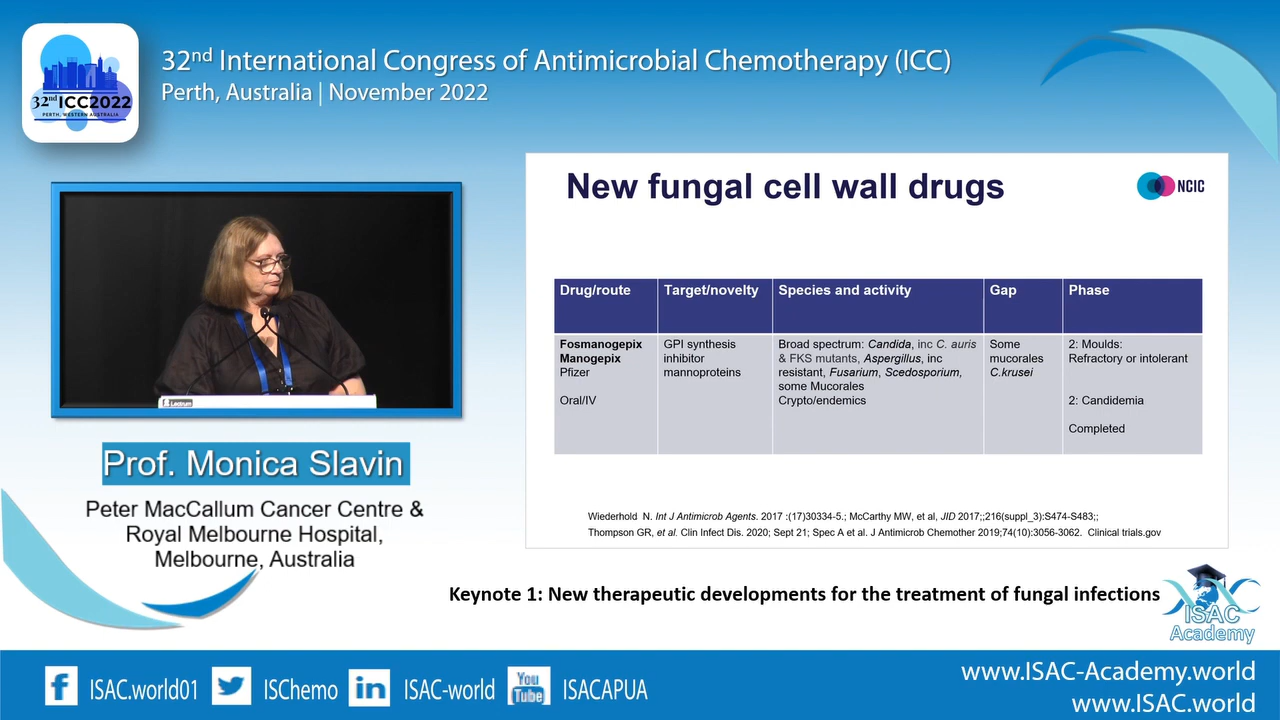 32nd International Congress of Antimicrobial Chemotherapy (ICC)
Perth, Australia | November 2022
32nd ICC2022
PERTH, WESTERN AUSTRALIA
New fungal cell wall drugs
NCIC
Drug/route Target/novelty Species and activity Gap Phase
Fosmanogepix GPI synthesis Broad spectrum: Candida, inc C. auris Some 2: Moulds:
Manogepix inhibitor & FKS mutants, Aspergillus, inc mucorales Refractory or intolerant
Pfizer mannoproteins resistant, Fusarium, Scedosporium, C.krusei
some Mucorales
Oral/IV Crypto/endemics 2: Candidemia
Completed
Wiederhold N. Int J Antimicrob Agents. 2017 :(17)30334-5.; McCarthy MW, et al, JID 2017;;216(suppl_3):S474-S483;;
Thompson GR, et al. Clin Infect Dis. 2020; Sept 21; Spec A et al. J Antimicrob Chemother 2019;74(10):3056-3062. Clinical trials.gov
Lectrum
Prof. Monica Slavin
Peter MacCallum Cancer Centre &
Royal Melbourne Hospital,
Melbourne, Australia
Keynote 1: New therapeutic developments for the treatment of fungal infections
ISAC
Academy
f ISAC.world01 ISChemo in ISAC-world You Tube ISACAPUA
www.ISAC-Academy.world
www.ISAC.world